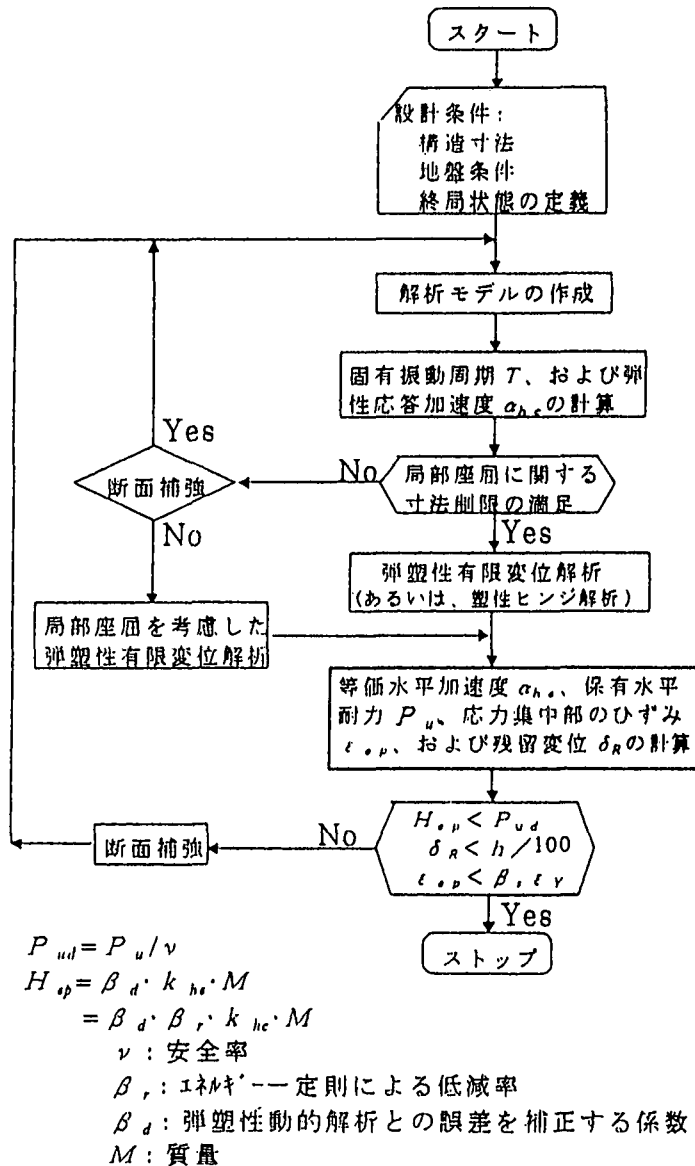 スタート
設計条件:
構造寸法
地盤条件
終局状態の定義
解析モデルの作成
固有振動周期 T、および弾
性応答加速度 αhcの計算
局部座屈に関する
寸法制限の満足
No
Yes
断面補強
Yes
No
弾塑性有限変位解析
(あるいは、塑性ヒンジ解析)
局部座屈を考慮した
弾塑性有限変位解析
等価水平加速度 αhe、保有水平
耐力 Pu、応力集中部のひずみ
εep、および残留変位 δRの計算
Hep < Pud
δR < h/100
εep < βsεY
No
断面補強
Yes
ストップ
Pud = Pu/ν
Hep = βd・khe・M
= βd・βr・khc・M
ν:安全率
βr:エネルギー一定則による低減率
βd:弾塑性動的解析との誤差を補正する係数
M:質量